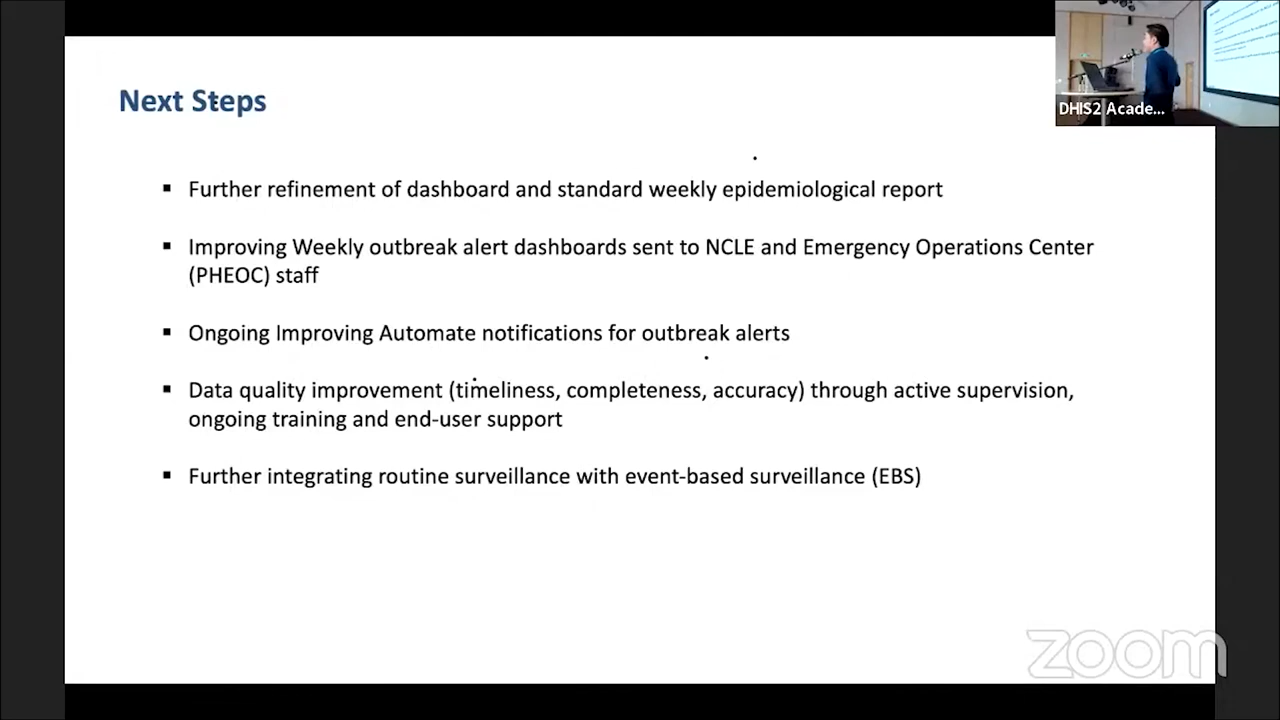 Next Steps
▪ Further refinement of dashboard and standard weekly epidemiological report
▪ Improving Weekly outbreak alert dashboards sent to NCLE and Emergency Operations Center
(PHEOC) staff
▪ Ongoing Improving Automate notifications for outbreak alerts
▪ Data quality improvement (timeliness, completeness, accuracy) through active supervision,
ongoing training and end-user support
▪ Further integrating routine surveillance with event-based surveillance (EBS)
DHIS2 Acade...
zoom